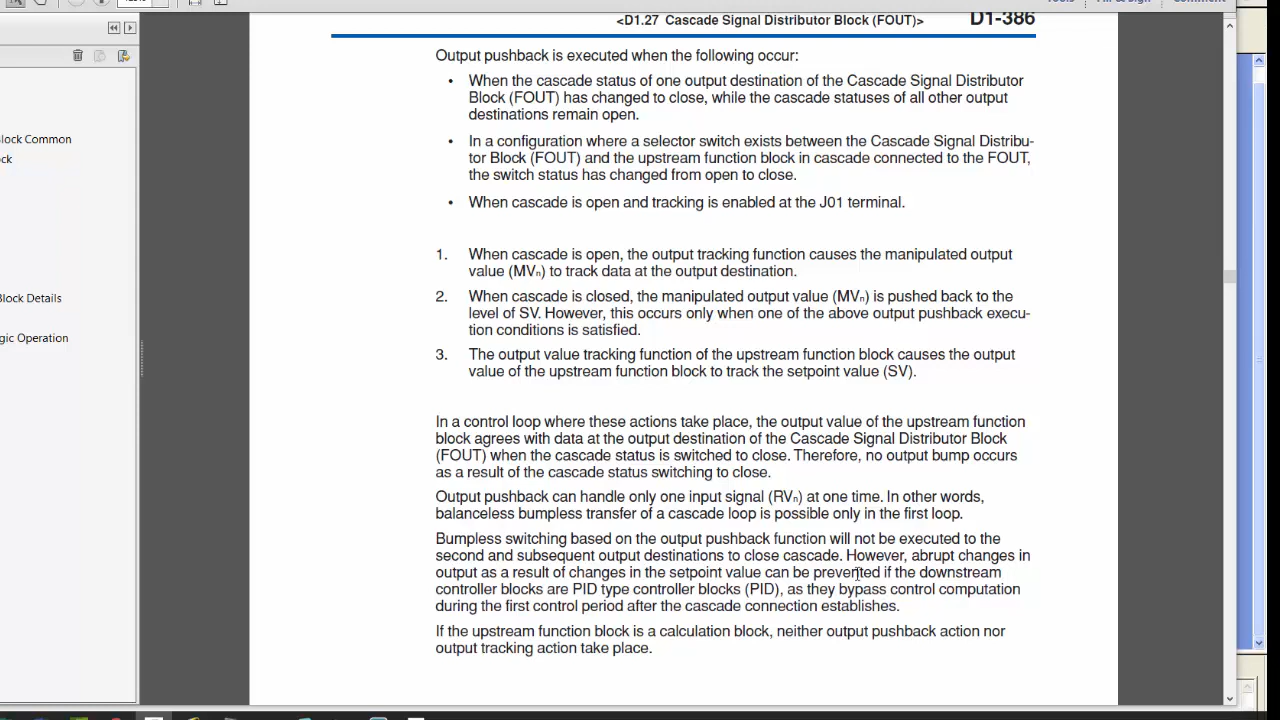 <D1.27 Cascade Signal Distributor Block (FOUT)> D1-386
Output pushback is executed when the following occur:
• When the cascade status of one output destination of the Cascade Signal Distributor
Block (FOUT) has changed to close, while the cascade statuses of all other output
destinations remain open.
• In a configuration where a selector switch exists between the Cascade Signal Distribu-
tor Block (FOUT) and the upstream function block in cascade connected to the FOUT,
the switch status has changed from open to close.
• When cascade is open and tracking is enabled at the J01 terminal.
1. When cascade is open, the output tracking function causes the manipulated output
value (MVn) to track data at the output destination.
2. When cascade is closed, the manipulated output value (MVn) is pushed back to the
level of SV. However, this occurs only when one of the above output pushback execu-
tion conditions is satisfied.
3. The output value tracking function of the upstream function block causes the output
value of the upstream function block to track the setpoint value (SV).
In a control loop where these actions take place, the output value of the upstream function
block agrees with data at the output destination of the Cascade Signal Distributor Block
(FOUT) when the cascade status is switched to close. Therefore, no output bump occurs
as a result of the cascade status switching to close.
Output pushback can handle only one input signal (RVn) at one time. In other words,
balanceless bumpless transfer of a cascade loop is possible only in the first loop.
Bumpless switching based on the output pushback function will not be executed to the
second and subsequent output destinations to close cascade. However, abrupt changes in
output as a result of changes in the setpoint value can be prevented if the downstream
controller blocks are PID type controller blocks (PID), as they bypass control computation
during the first control period after the cascade connection establishes.
If the upstream function block is a calculation block, neither output pushback action nor
output tracking action take place.
lock Common
ck
Block Details
gic Operation